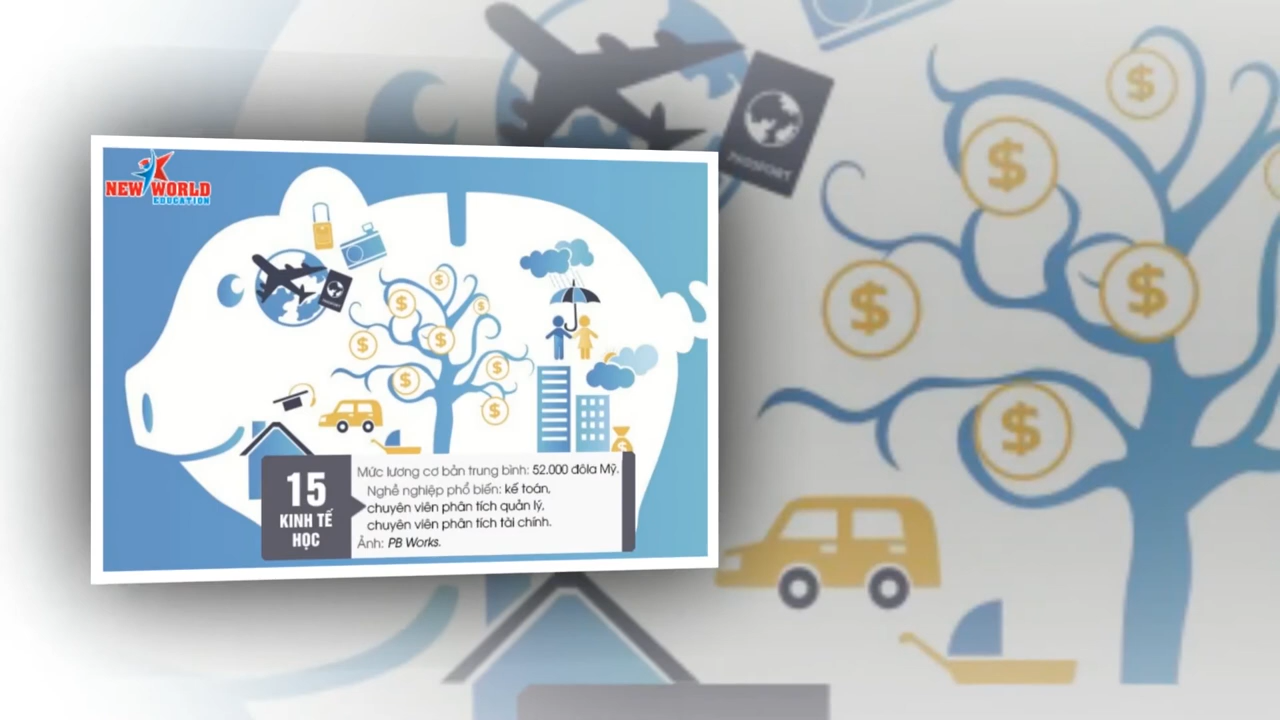 NEW WORLD
EDUCATION
PASSPORT
15
KINH TẾ
HỌC
Mức lương cơ bản trung bình: 52.000 đôla Mỹ.
Nghề nghiệp phổ biến: kế toán,
chuyên viên phân tích quản lý,
chuyên viên phân tích tài chính.
Ảnh: PB Works.